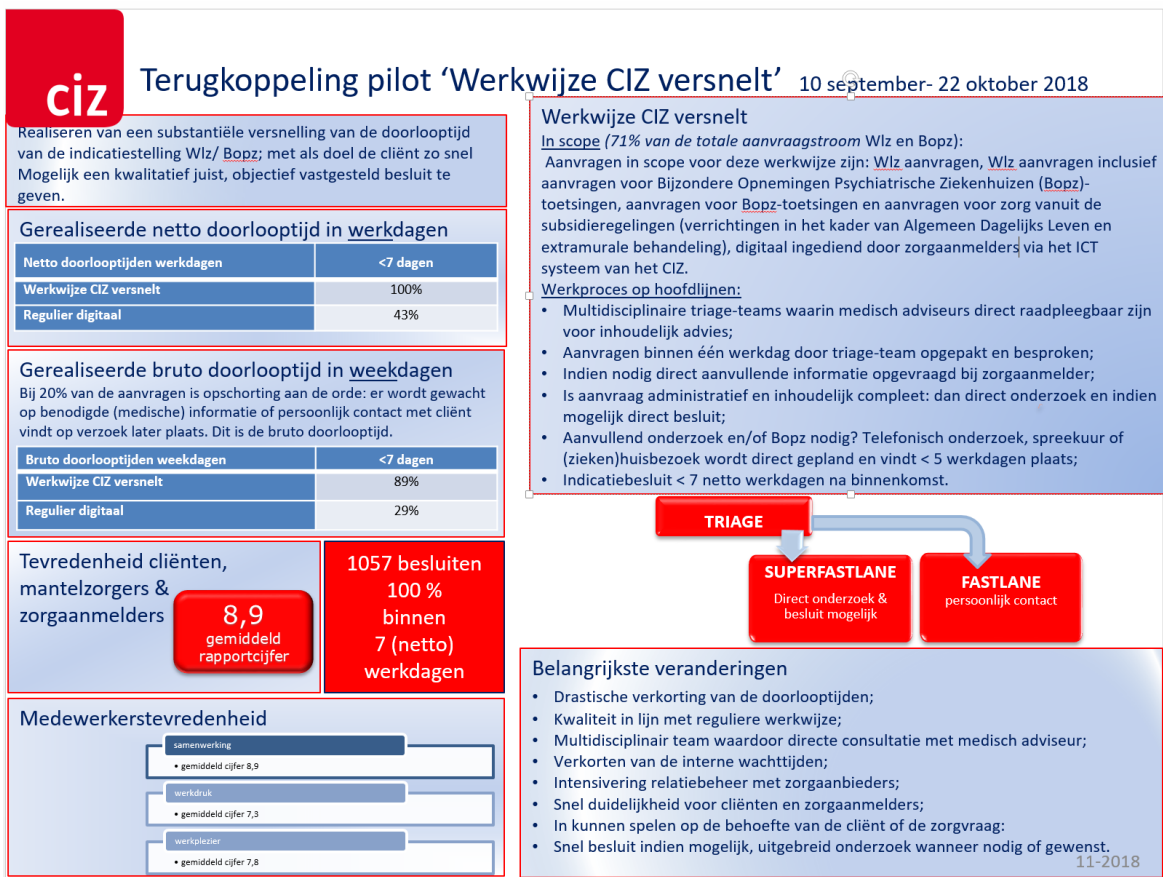 ciz
Terugkoppeling pilot ‘Werkwijze CIZ versnelt’ 10 september- 22 oktober 2018
Realiseren van een substantiële versnelling van de doorlooptijd
van de indicatiestelling Wlz/ Bopz; met als doel de cliënt zo snel
Mogelijk een kwalitatief juist, objectief vastgesteld besluit te
geven.
Gerealiseerde netto doorlooptijd in werkdagen
Netto doorlooptijden werkdagen <7 dagen
Werkwijze CIZ versnelt 100%
Regulier digitaal 43%
Gerealiseerde bruto doorlooptijd in weekdagen
Bij 20% van de aanvragen is opschorting aan de orde: er wordt gewacht
op benodigde (medische) informatie of persoonlijk contact met cliënt
vindt op verzoek later plaats. Dit is de bruto doorlooptijd.
Bruto doorlooptijden weekdagen <7 dagen
Werkwijze CIZ versnelt 89%
Regulier digitaal 29%
Tevredenheid cliënten,
mantelzorgers &
zorgaanmelders
8,9
gemiddeld
rapportcijfer
1057 besluiten
100 %
binnen
7 (netto)
werkdagen
Medewerkerstevredenheid
samenwerking
• gemiddeld cijfer 8,9
werkdruk
• gemiddeld cijfer 7,3
werkplezier
• gemiddeld cijfer 7,8
Werkwijze CIZ versnelt
In scope (71% van de totale aanvraagstroom Wlz en Bopz):
Aanvragen in scope voor deze werkwijze zijn: Wlz aanvragen, Wlz aanvragen inclusief
aanvragen voor Bijzondere Opnemingen Psychiatrische Ziekenhuizen (Bopz)-
toetsingen, aanvragen voor Bopz-toetsingen en aanvragen voor zorg vanuit de
subsidieregelingen (verrichtingen in het kader van Algemeen Dagelijks Leven en
extramurale behandeling), digitaal ingediend door zorgaanmelders via het ICT
systeem van het CIZ.
Werkproces op hoofdlijnen:
• Multidisciplinaire triage-teams waarin medisch adviseurs direct raadpleegbaar zijn
voor inhoudelijk advies;
• Aanvragen binnen één werkdag door triage-team opgepakt en besproken;
• Indien nodig direct aanvullende informatie opgevraagd bij zorgaanmelder;
• Is aanvraag administratief en inhoudelijk compleet: dan direct onderzoek en indien
mogelijk direct besluit;
• Aanvullend onderzoek en/of Bopz nodig? Telefonisch onderzoek, spreekuur of
(zieken)huisbezoek wordt direct gepland en vindt < 5 werkdagen plaats;
• Indicatiebesluit < 7 netto werkdagen na binnenkomst.
TRIAGE
SUPERFASTLANE
Direct onderzoek &
besluit mogelijk
FASTLANE
persoonlijk contact
Belangrijkste veranderingen
• Drastische verkorting van de doorlooptijden;
• Kwaliteit in lijn met reguliere werkwijze;
• Multidisciplinair team waardoor directe consultatie met medisch adviseur;
• Verkorten van de interne wachttijden;
• Intensivering relatiebeheer met zorgaanbieders;
• Snel duidelijkheid voor cliënten en zorgaanmelders;
• In kunnen spelen op de behoefte van de cliënt of de zorgvraag:
• Snel besluit indien mogelijk, uitgebreid onderzoek wanneer nodig of gewenst.
11-2018